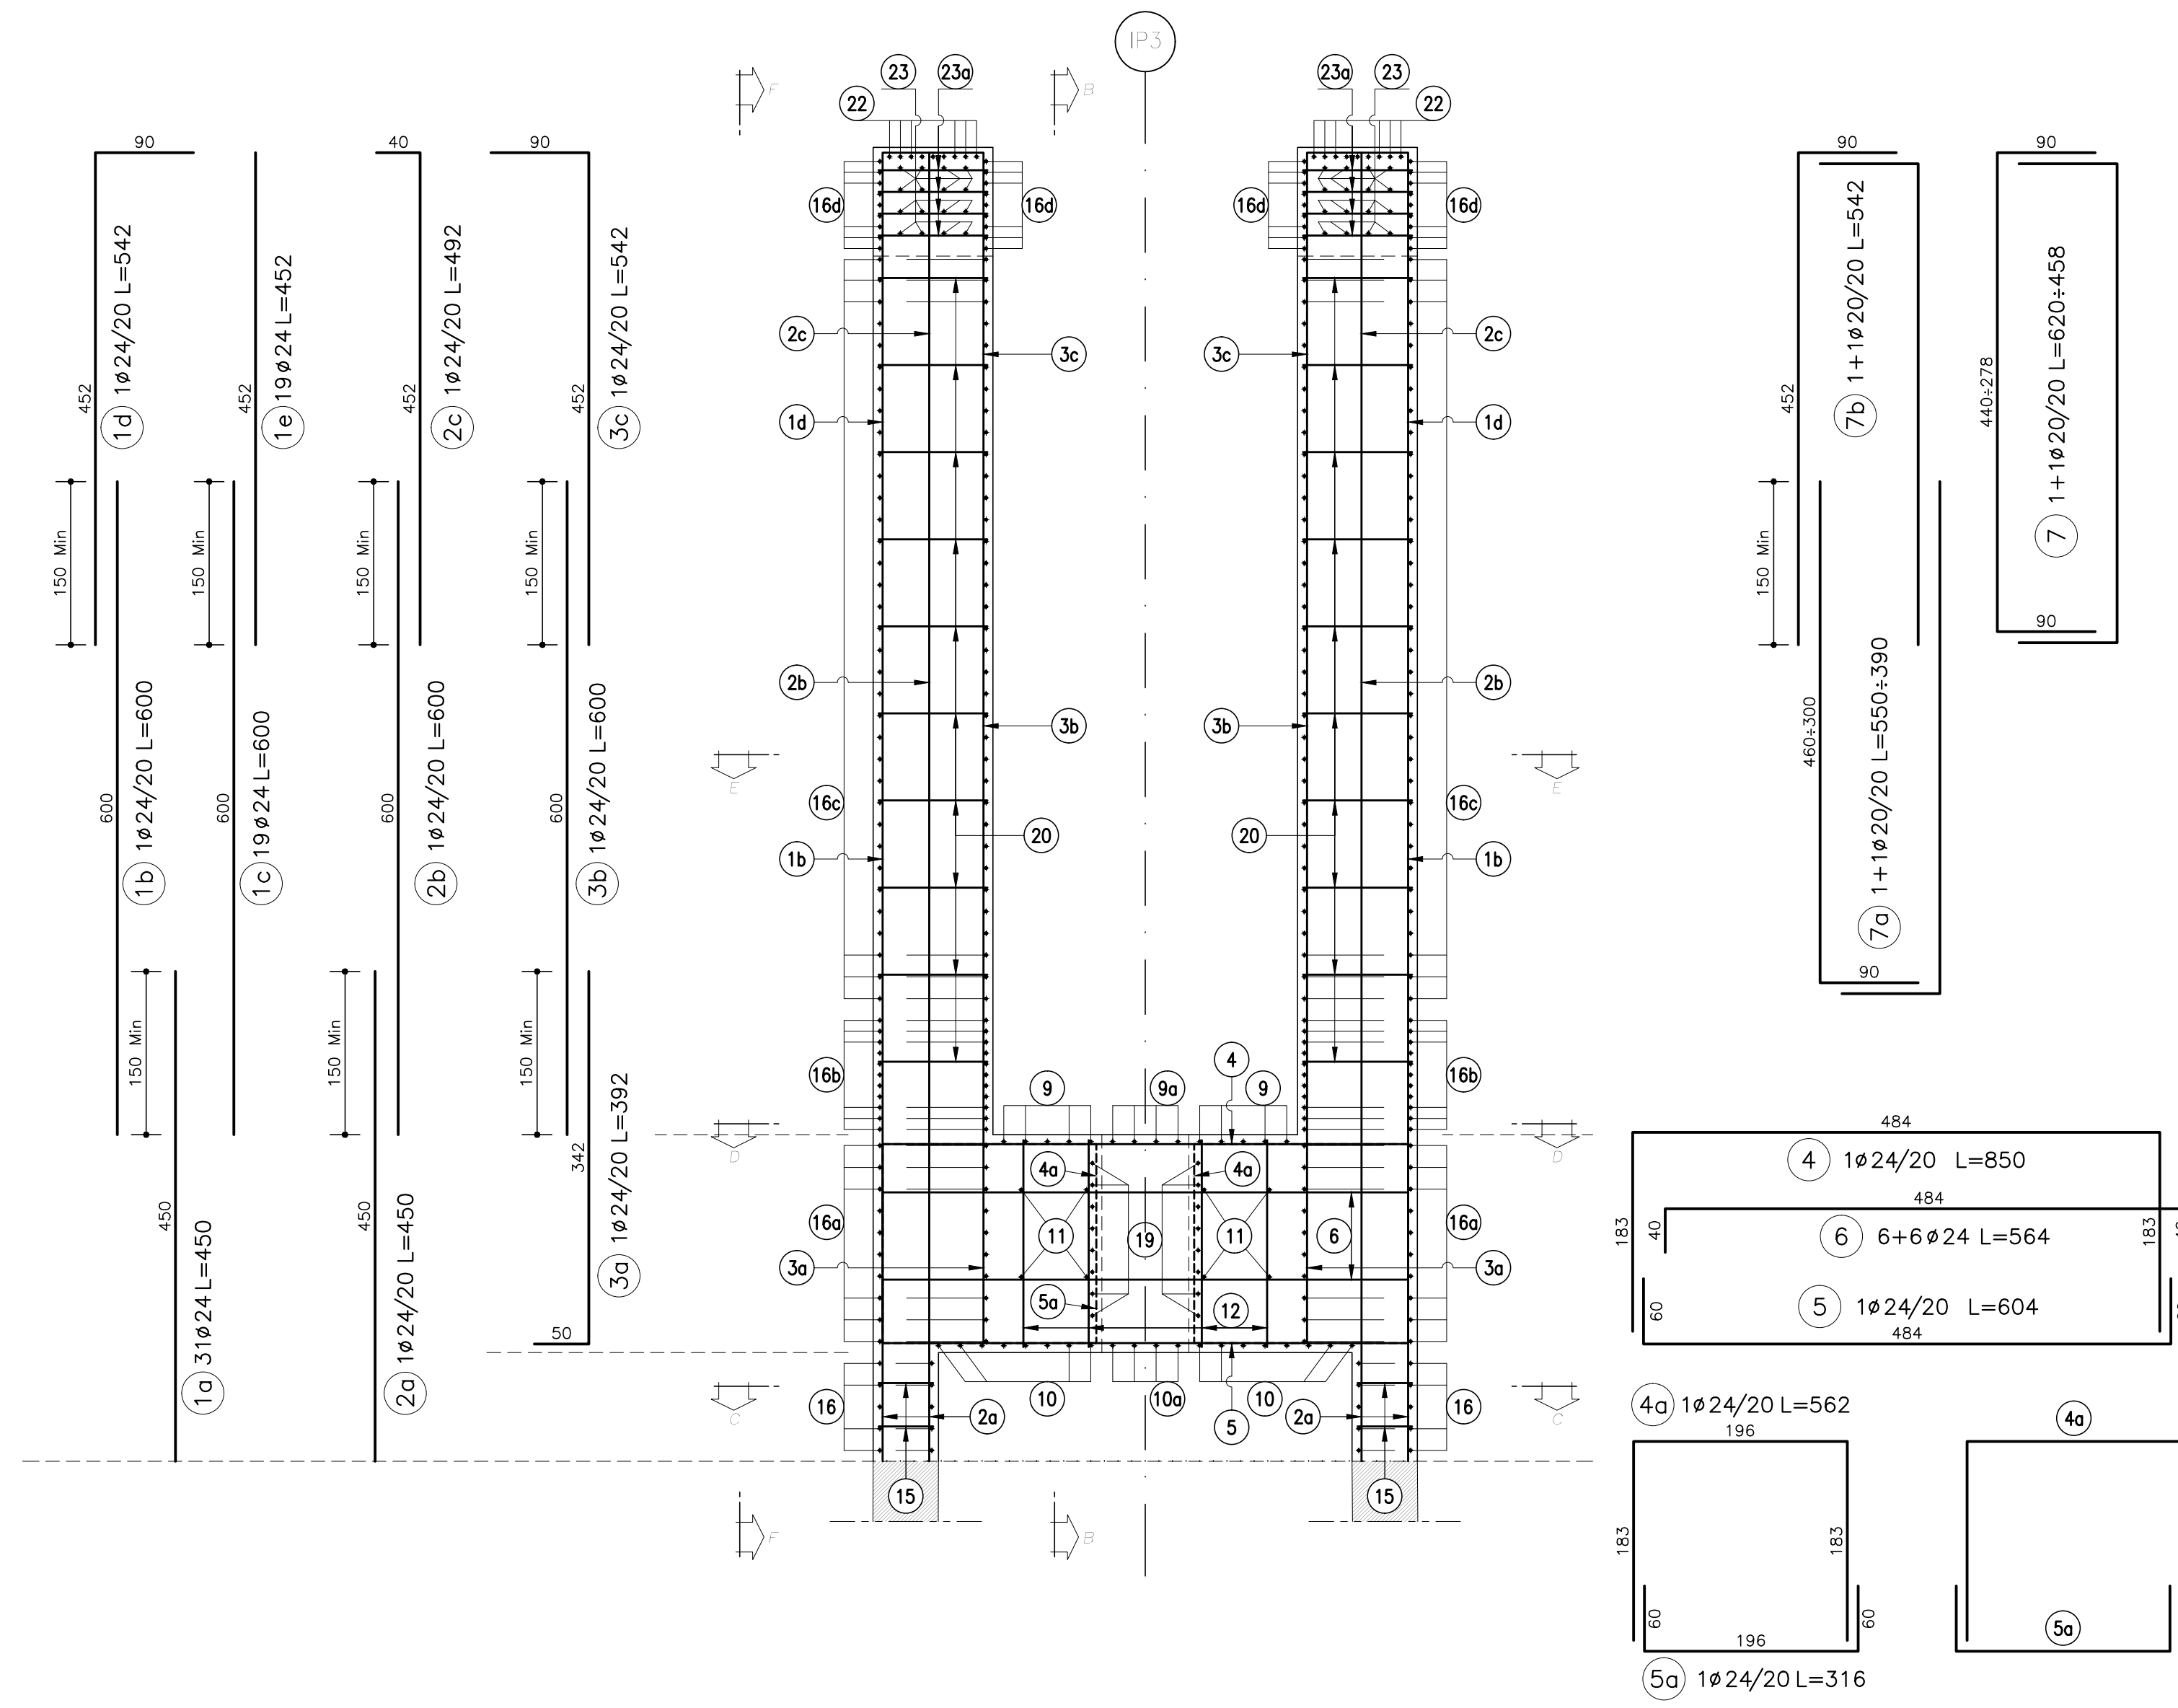 IP3
23
23a
23a
23
22
22
F
B
90
40
90
90
90
16d
16d
16d
16d
1d 1ø24/20 L=542
452
1e 19ø24 L=452
452
2c 1ø24/20 L=492
452
3c 1ø24/20 L=542
452
7b 1+1ø20/20 L=542
452
7 1+1ø20/20 L=620÷458
440÷278
90
2c
2c
3c
3c
1d
1d
150 Min
150 Min
150 Min
150 Min
150 Min
2b
2b
3b
3b
E
E
1b 1ø24/20 L=600
600
1c 19ø24 L=600
600
2b 1ø24/20 L=600
600
3b 1ø24/20 L=600
600
7a 1+1ø20/20 L=550÷390
460÷300
90
16c
16c
20
20
1b
1b
150 Min
150 Min
150 Min
16b
16b
4
9
9a
9
D
D
1a 31ø24 L=450
450
2a 1ø24/20 L=450
450
3a 1ø24/20 L=392
342
50
4a
4a
16a
16a
11
19
11
6
3a
3a
5a
12
484
4 1ø24/20 L=850
183
183
484
40
6 6+6ø24 L=564
60
5 1ø24/20 L=604
484
16
16
10
10a
10
2a
5
2a
C
C
15
15
F
B
4a 1ø24/20 L=562
196
183
183
60
60
196
5a 1ø24/20 L=316
4a
5a